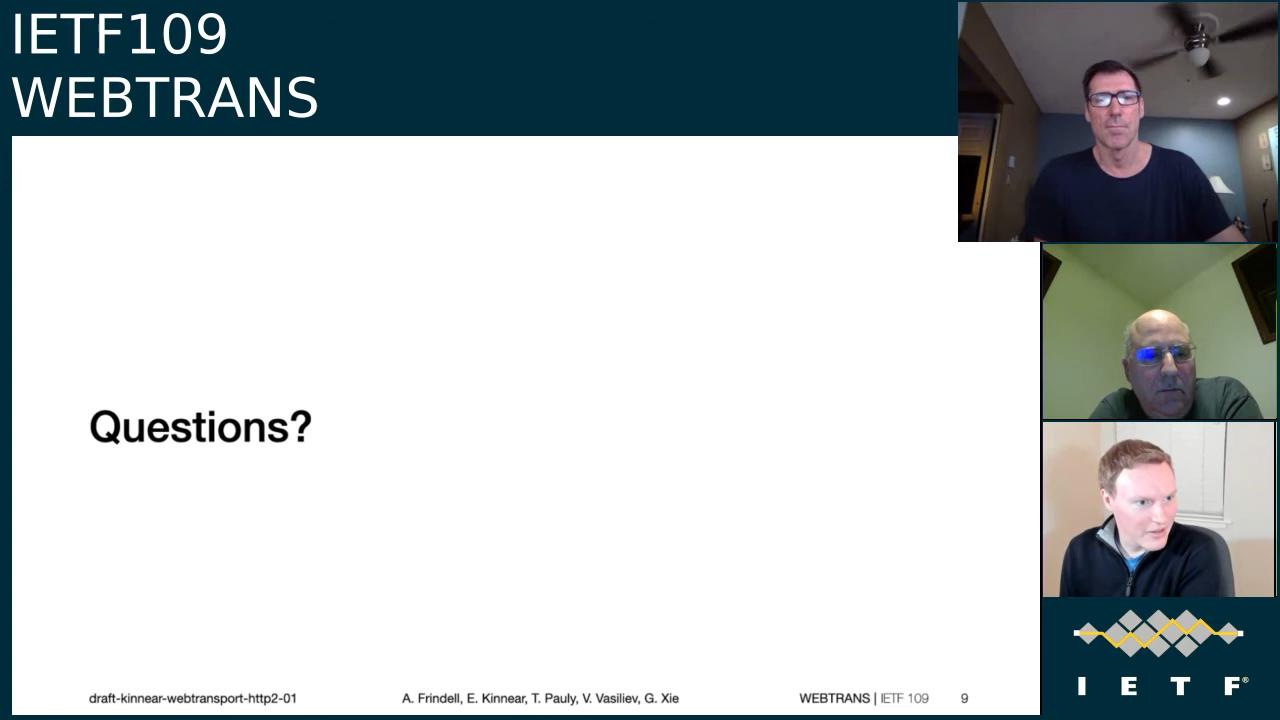 IETF109
WEBTRANS
Questions?
draft-kinnear-webtransport-http2-01
A. Frindell, E. Kinnear, T. Pauly, V. Vasiliev, G. Xie
WEBTRANS | IETF 109
9
I E T F®